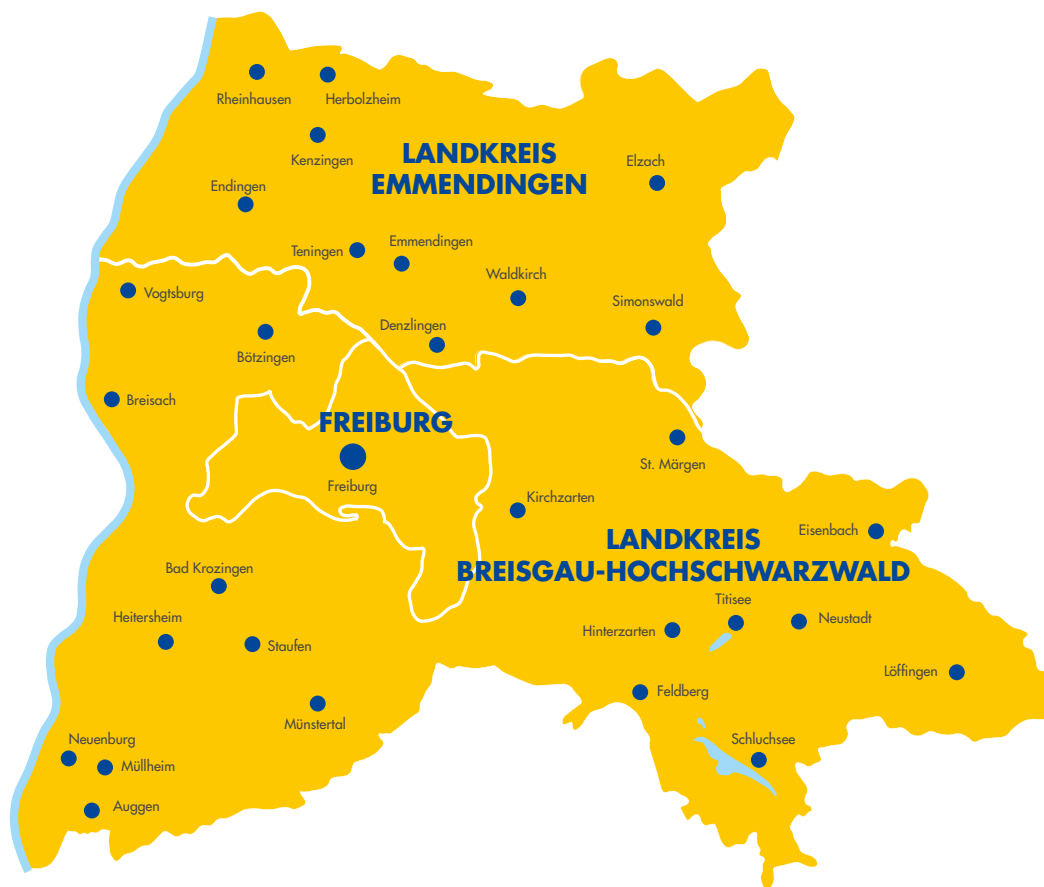 Rheinhausen
Herbolzheim
Kenzingen
LANDKREIS
EMMENDINGEN
Elzach
Endingen
Teningen
Emmendingen
Waldkirch
Vogtsburg
Simonswald
Denzlingen
Bötzingen
Breisach
FREIBURG
St. Märgen
Freiburg
Kirchzarten
Eisenbach
LANDKREIS
BREISGAU-HOCHSCHWARZWALD
Bad Krozingen
Titisee
Heitersheim
Neustadt
Hinterzarten
Staufen
Löffingen
Feldberg
Münstertal
Neuenburg
Schluchsee
Müllheim
Auggen